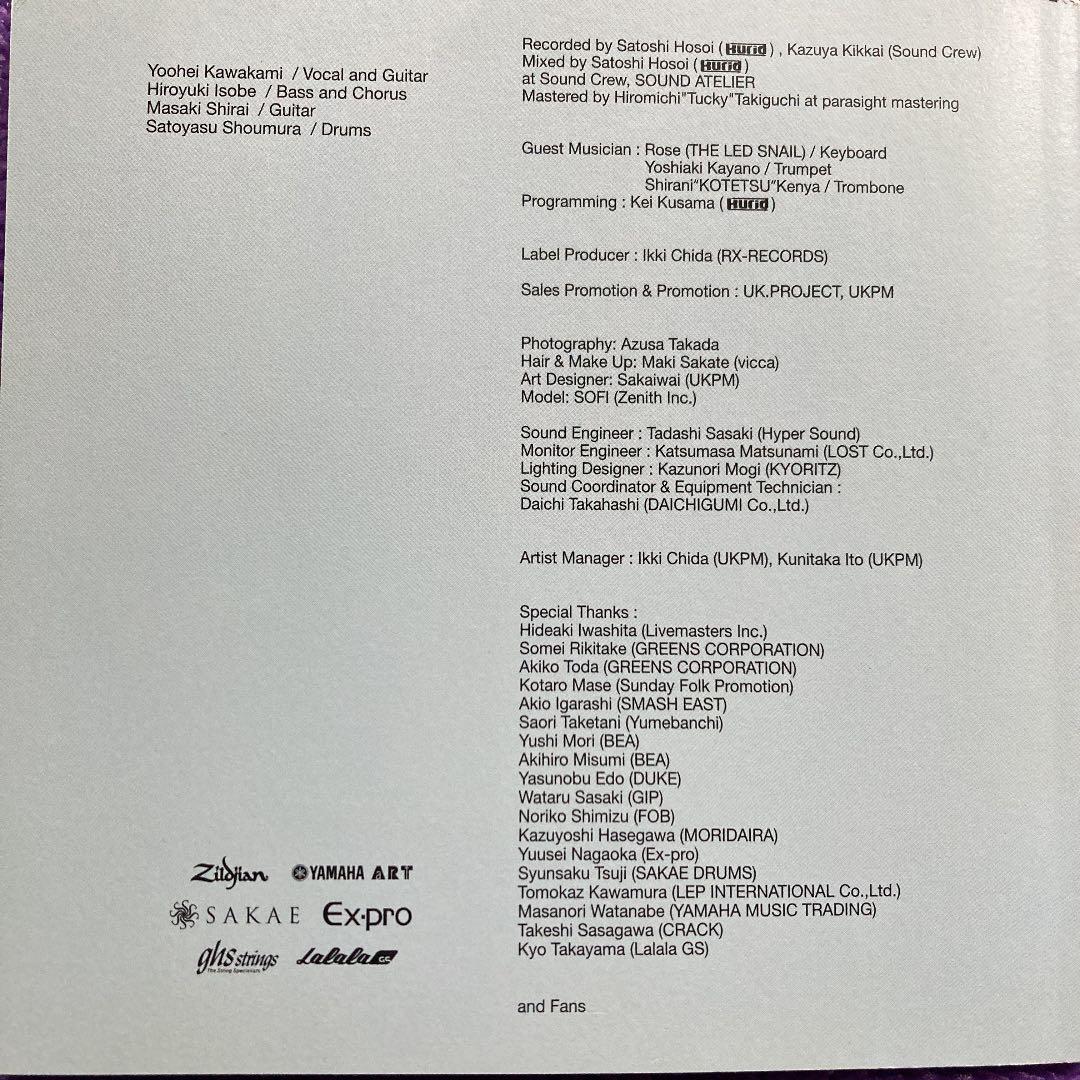 Yoohei Kawakami / Vocal and Guitar
Hiroyuki Isobe / Bass and Chorus
Masaki Shirai / Guitar
Satoyasu Shoumura / Drums
Recorded by Satoshi Hosoi ( HURID ) , Kazuya Kikkai (Sound Crew)
Mixed by Satoshi Hosoi ( HURID )
at Sound Crew, SOUND ATELIER
Mastered by Hiromichi"Tucky"Takiguchi at parasight mastering
Guest Musician : Rose (THE LED SNAIL) / Keyboard
Yoshiaki Kayano / Trumpet
Shirani"KOTETSU"Kenya / Trombone
Programming : Kei Kusama ( HURID )
Label Producer : Ikki Chida (RX-RECORDS)
Sales Promotion & Promotion : UK.PROJECT, UKPM
Photography: Azusa Takada
Hair & Make Up: Maki Sakate (vicca)
Art Designer: Sakaiwai (UKPM)
Model: SOFI (Zenith Inc.)
Sound Engineer : Tadashi Sasaki (Hyper Sound)
Monitor Engineer : Katsumasa Matsunami (LOST Co.,Ltd.)
Lighting Designer : Kazunori Mogi (KYORITZ)
Sound Coordinator & Equipment Technician :
Daichi Takahashi (DAICHIGUMI Co.,Ltd.)
Artist Manager : Ikki Chida (UKPM), Kunitaka Ito (UKPM)
Special Thanks :
Hideaki Iwashita (Livemasters Inc.)
Somei Rikitake (GREENS CORPORATION)
Akiko Toda (GREENS CORPORATION)
Kotaro Mase (Sunday Folk Promotion)
Akio Igarashi (SMASH EAST)
Saori Taketani (Yumebanchi)
Yushi Mori (BEA)
Akihiro Misumi (BEA)
Yasunobu Edo (DUKE)
Wataru Sasaki (GIP)
Noriko Shimizu (FOB)
Kazuyoshi Hasegawa (MORIDAIRA)
Yuusei Nagaoka (Ex-pro)
Syunsaku Tsuji (SAKAE DRUMS)
Tomokaz Kawamura (LEP INTERNATIONAL Co.,Ltd.)
Masanori Watanabe (YAMAHA MUSIC TRADING)
Takeshi Sasagawa (CRACK)
Kyo Takayama (Lalala GS)
and Fans
Zildjian YAMAHA ART
SAKAE Ex-pro
ghs strings Lalala GS
The String Specialists